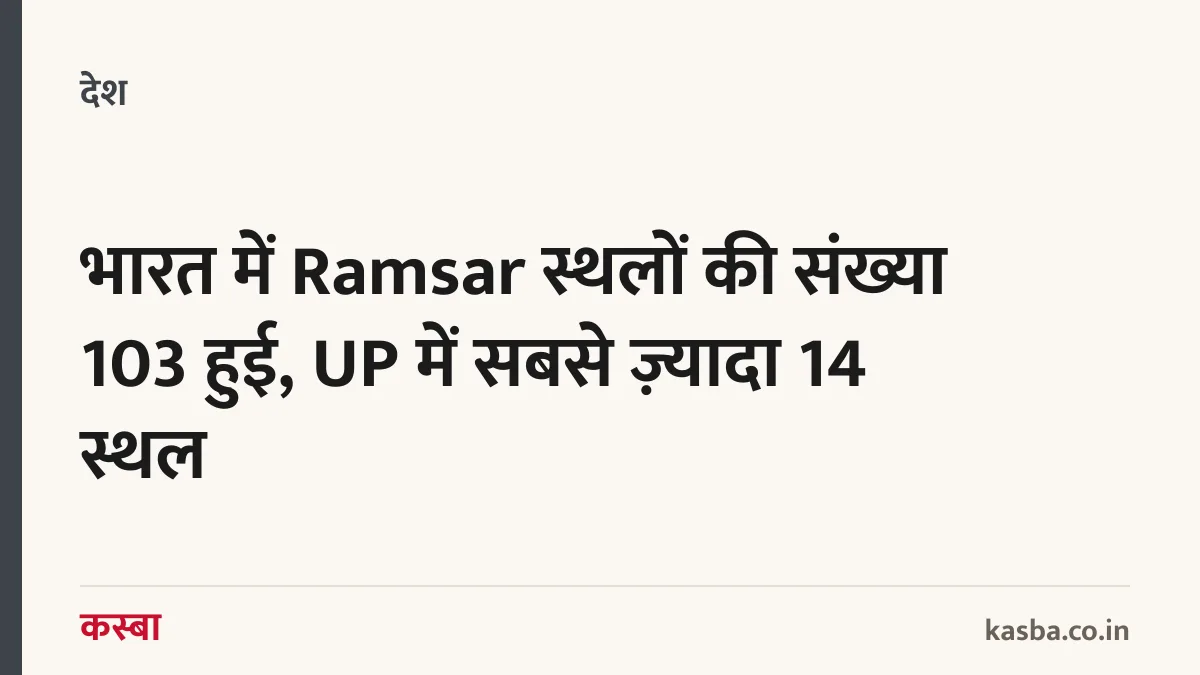 देश
भारत में Ramsar स्थलों की संख्या
103 हुई, UP में सबसे ज़्यादा 14
स्थल
कस्बा
kasba.co.in